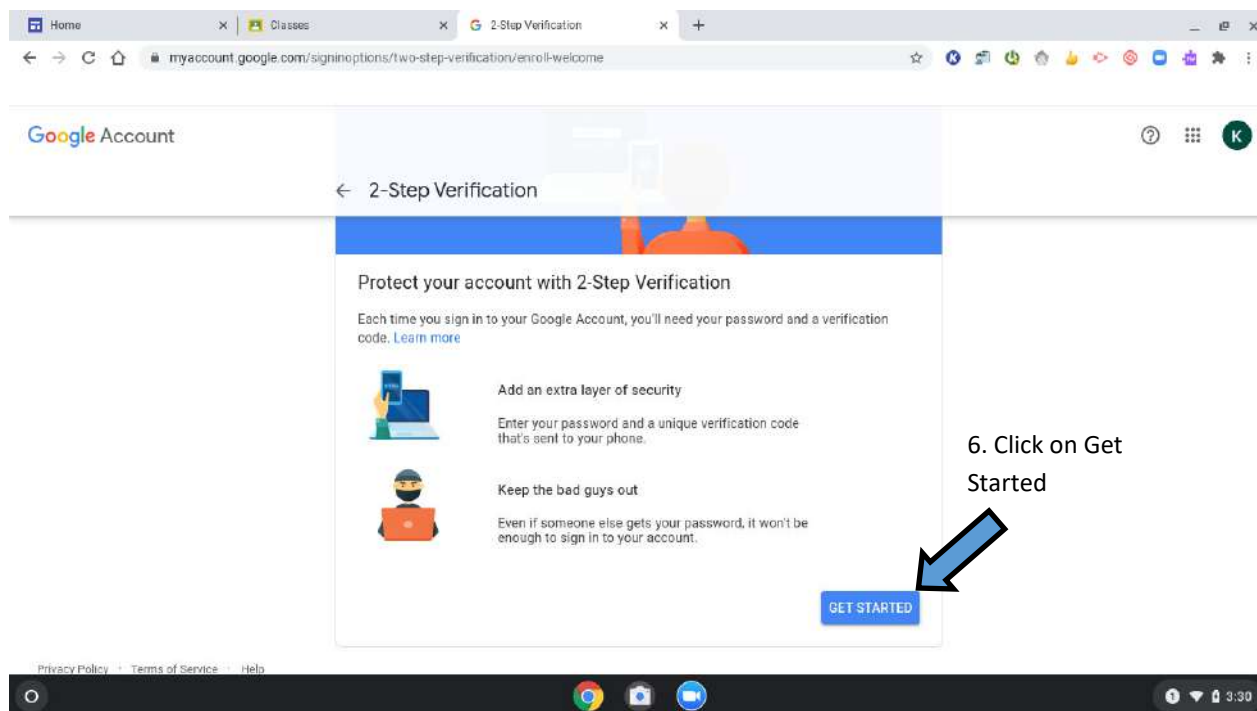 Home
Classes
2-Step Verification
myaccount.google.com/signinoptions/two-step-verification/enroll-welcome
Google Account
K
2-Step Verification
Protect your account with 2-Step Verification
Each time you sign in to your Google Account, you'll need your password and a verification
code. Learn more
Add an extra layer of security
Enter your password and a unique verification code
that's sent to your phone.
6. Click on Get
Started
Keep the bad guys out
Even if someone else gets your password, it won't be
enough to sign in to your account.
GET STARTED
Privacy Policy · Terms of Service · Help
1 3:30